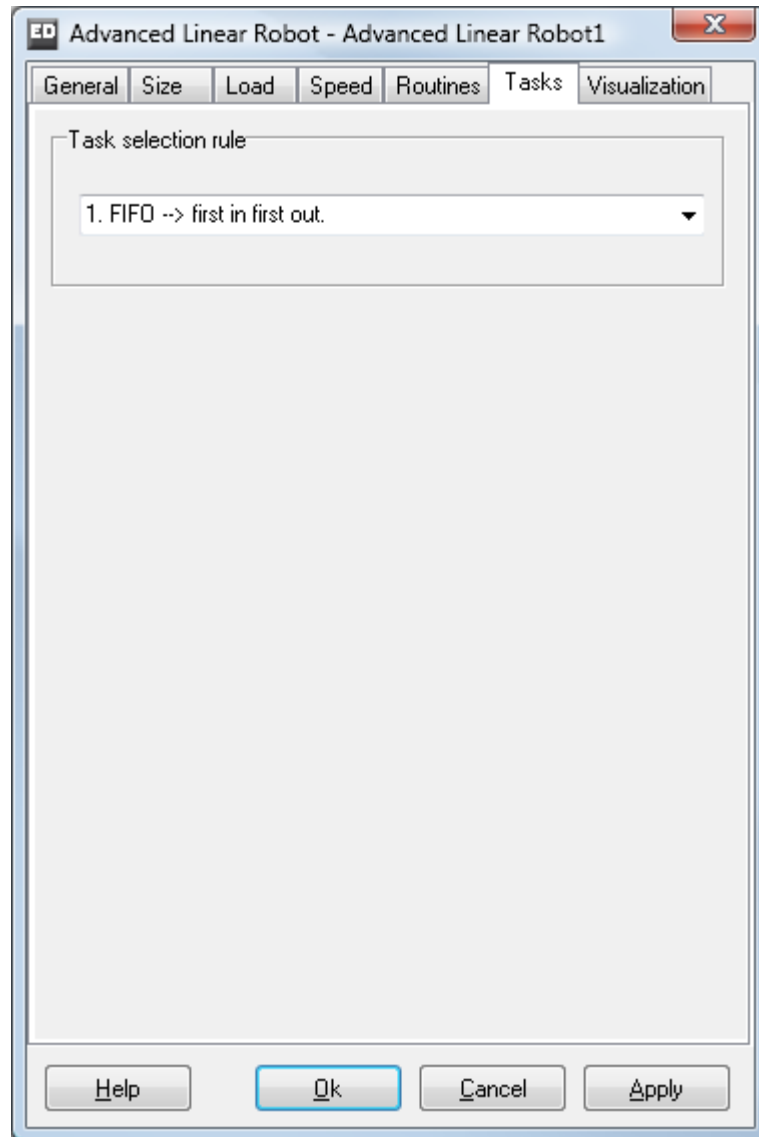 ED Advanced Linear Robot - Advanced Linear Robot1 X
General Size Load Speed Routines Tasks Visualization
Task selection rule
1. FIFO --> first in first out.
Help Ok Cancel Apply